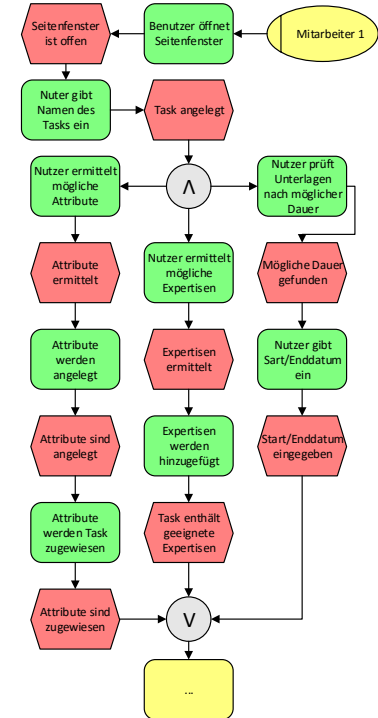 Seitenfenster
ist offen
Benutzer öffnet
Seitenfenster
Mitarbeiter 1
Nuter gibt
Namen des
Tasks ein
Task angelegt
Nutzer ermittelt
mögliche
Attribute
Λ
Nutzer prüft
Unterlagen
nach möglicher
Dauer
Attribute
ermittelt
Nutzer ermittelt
mögliche
Expertisen
Mögliche Dauer
gefunden
Attribute
werden
angelegt
Expertisen
ermittelt
Nutzer gibt
Sart/Enddatum
ein
Attribute sind
angelegt
Expertisen
werden
hinzugefügt
Start/Enddatum
eingegeben
Attribute
werden Task
zugewiesen
Task enthält
geeignete
Expertisen
Attribute sind
zugewiesen
V
...